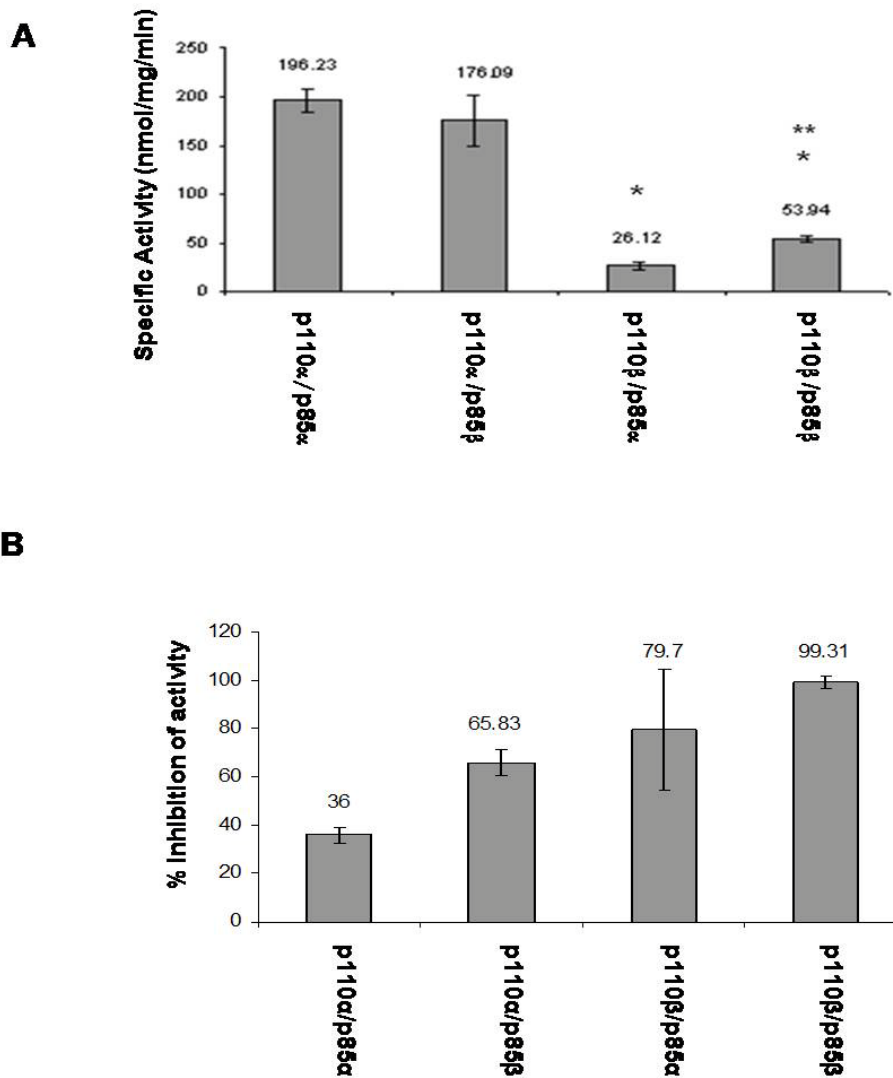 A
Specific Activity (nmol/mg/min)
250
200
150
100
50
0
196.23
176.09
*
26.12
**
*
53.94
p110α/p85α
p110α/p85β
p110β/p85α
p110β/p85β
B
% Inhibition of activity
120
100
80
60
40
20
0
36
65.83
79.7
99.31
p110α/p85α
p110α/p85β
p110β/p85α
p110β/p85β